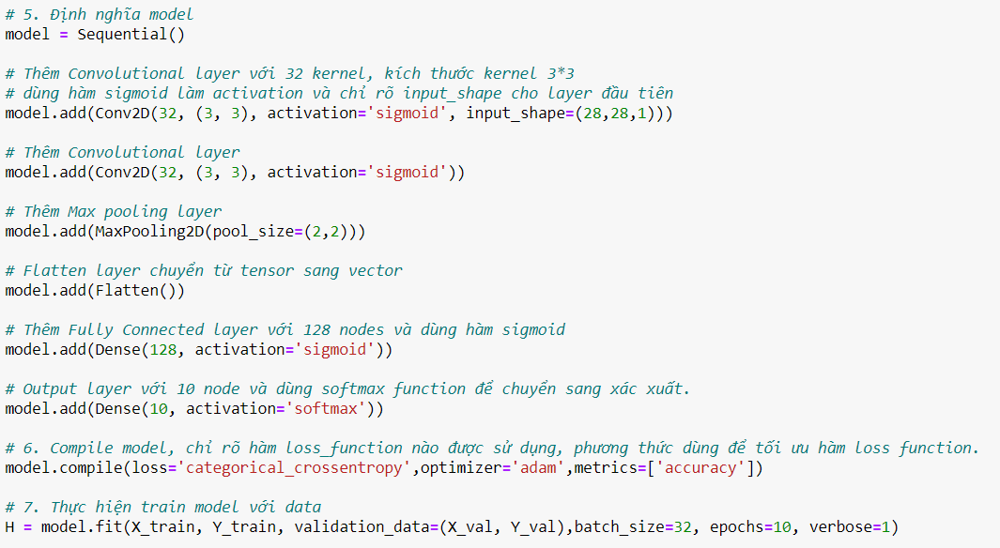 # 5. Định nghĩa model
model = Sequential()
# Thêm Convolutional layer với 32 kernel, kích thước kernel 3*3
# dùng hàm sigmoid làm activation và chỉ rõ input_shape cho layer đầu tiên
model.add(Conv2D(32, (3, 3), activation='sigmoid', input_shape=(28,28,1)))
# Thêm Convolutional layer
model.add(Conv2D(32, (3, 3), activation='sigmoid'))
# Thêm Max pooling layer
model.add(MaxPooling2D(pool_size=(2,2)))
# Flatten layer chuyển từ tensor sang vector
model.add(Flatten())
# Thêm Fully Connected layer với 128 nodes và dùng hàm sigmoid
model.add(Dense(128, activation='sigmoid'))
# Output layer với 10 node và dùng softmax function để chuyển sang xác xuất.
model.add(Dense(10, activation='softmax'))
# 6. Compile model, chỉ rõ hàm loss_function nào được sử dụng, phương thức dùng để tối ưu hàm loss function.
model.compile(loss='categorical_crossentropy',optimizer='adam',metrics=['accuracy'])
# 7. Thực hiện train model với data
H = model.fit(X_train, Y_train, validation_data=(X_val, Y_val),batch_size=32, epochs=10, verbose=1)